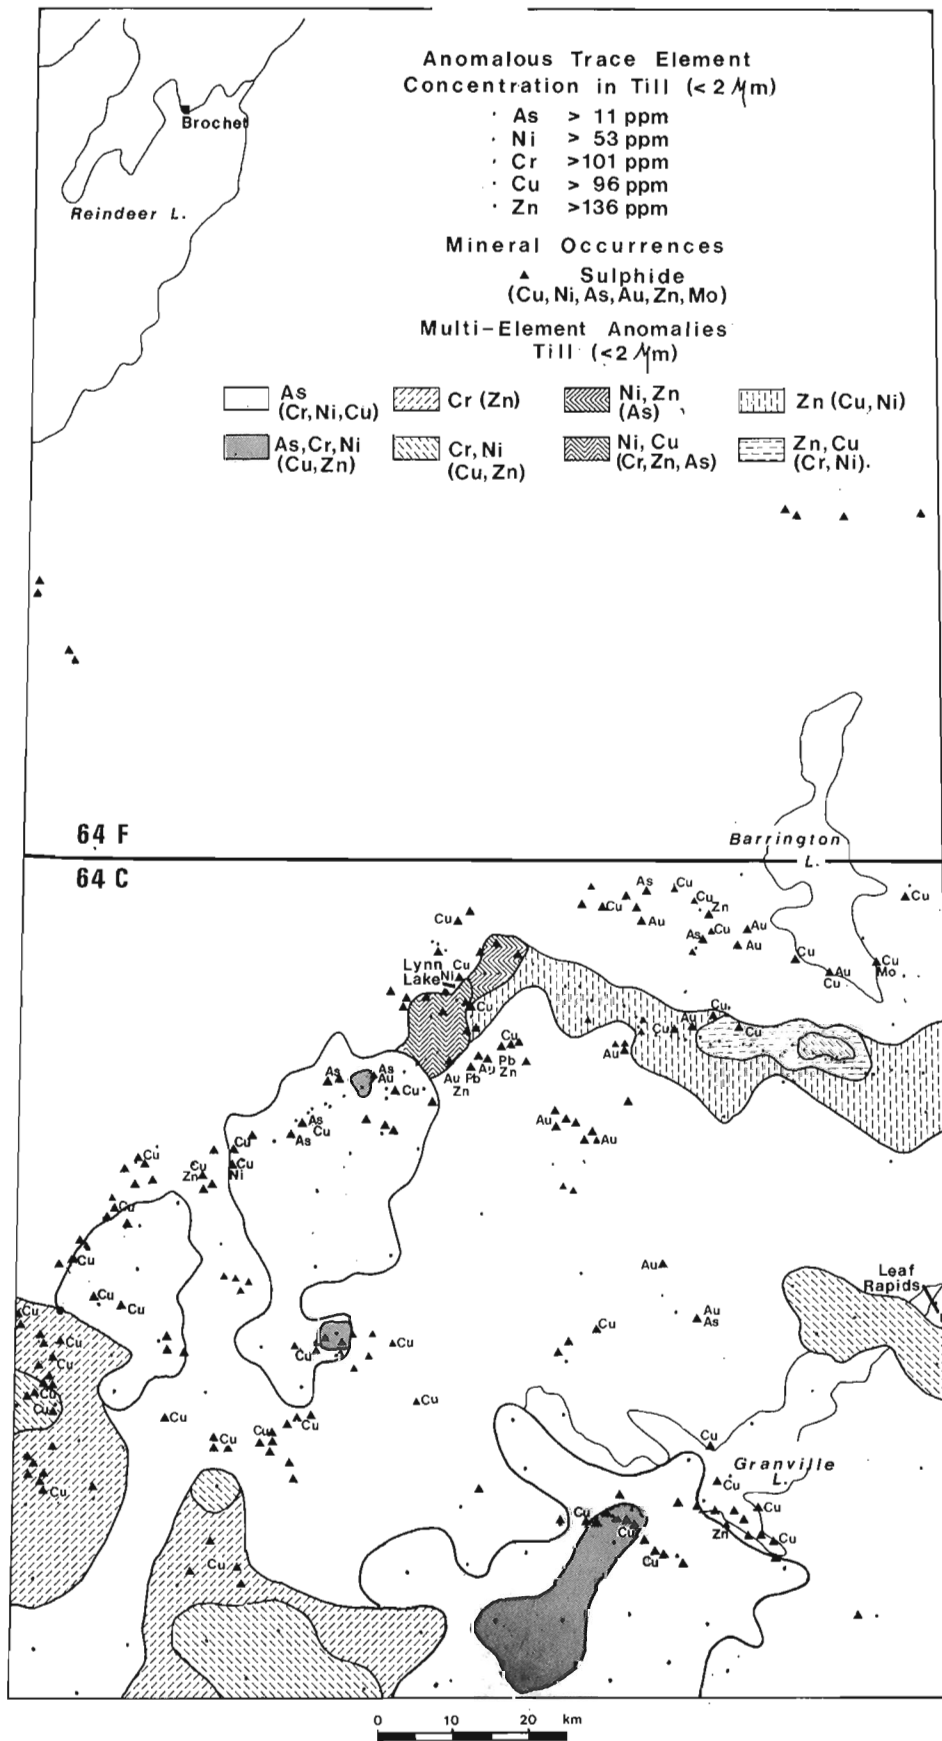 Anomalous Trace Element
Concentration in Till (< 2 μm)
· As > 11 ppm
· Ni > 53 ppm
· Cr >101 ppm
· Cu > 96 ppm
· Zn >136 ppm
Mineral Occurrences
▲ Sulphide
(Cu, Ni, As, Au, Zn, Mo)
Multi-Element Anomalies
Till (<2 μm)
As
(Cr, Ni, Cu)
Cr (Zn)
Ni, Zn
(As)
Zn (Cu, Ni)
As, Cr, Ni
(Cu, Zn)
Cr, Ni
(Cu, Zn)
Ni, Cu
(Cr, Zn, As)
Zn, Cu
(Cr, Ni).
Brochet
Reindeer L.
64 F
Barrington
L.
64 C
As
Cu
Cu
Cu
Cu
Zn
Au
Cu
As
Au
Au
Cu
Cu
Au
Cu
Cu
Mo
Lynn
Lake
Ni
Cu
Cu
Cu
Au
Cu
Cu
Au
Cu
Pb
Zn
Au
Au
Zn
Pb
As
As
Au
Cu
As
Cu
As
Au
Au
Cu
Cu
Ni
Cu
Zn
Cu
Cu
Cu
Cu
Cu
Au
Au
As
Leaf
Rapids
Cu
Cu
Cu
Cu
Cu
Cu
Cu
Cu
Cu
Cu
Cu
Cu
Cu
Cu
Granville
L.
Cu
Cu
Zn
Cu
Cu
Cu
Cu
Cu
0 10 20 km